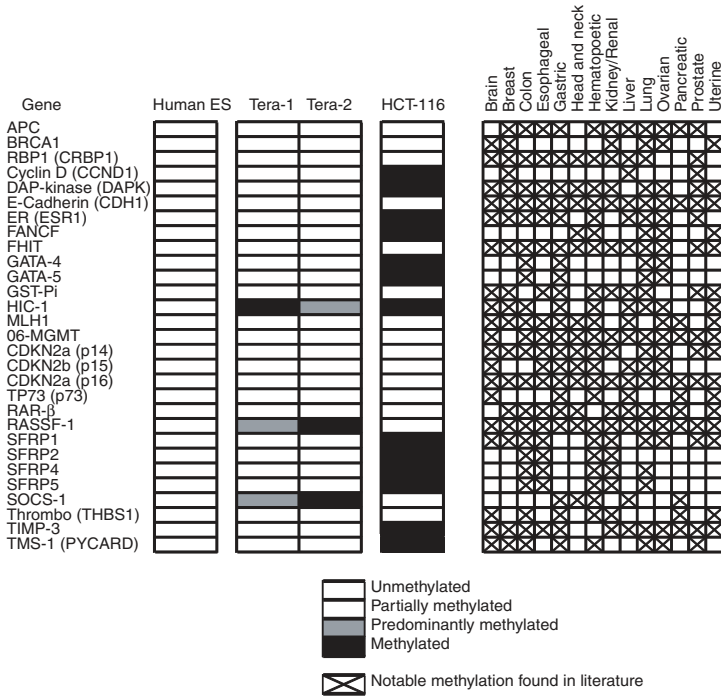 Gene
Human ES
Tera-1
Tera-2
HCT-116
Brain
Breast
Colon
Esophageal
Gastric
Head and neck
Hematopoetic
Kidney/Renal
Liver
Lung
Ovarian
Pancreatic
Prostate
Uterine
APC
BRCA1
RBP1 (CRBP1)
Cyclin D (CCND1)
DAP-kinase (DAPK)
E-Cadherin (CDH1)
ER (ESR1)
FANCF
FHIT
GATA-4
GATA-5
GST-Pi
HIC-1
MLH1
06-MGMT
CDKN2a (p14)
CDKN2b (p15)
CDKN2a (p16)
TP73 (p73)
RAR-β
RASSF-1
SFRP1
SFRP2
SFRP4
SFRP5
SOCS-1
Thrombo (THBS1)
TIMP-3
TMS-1 (PYCARD)
Unmethylated
Partially methylated
Predominantly methylated
Methylated
Notable methylation found in literature